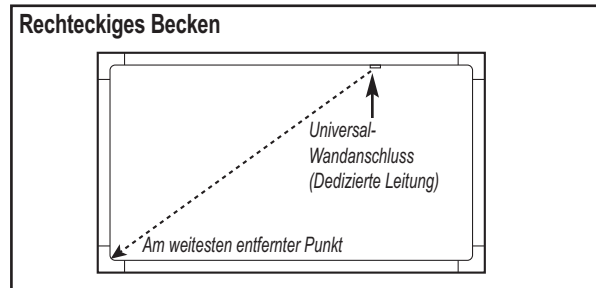 Rechteckiges Becken
Universal-
Wandanschluss
(Dedizierte Leitung)
Am weitesten entfernter Punkt